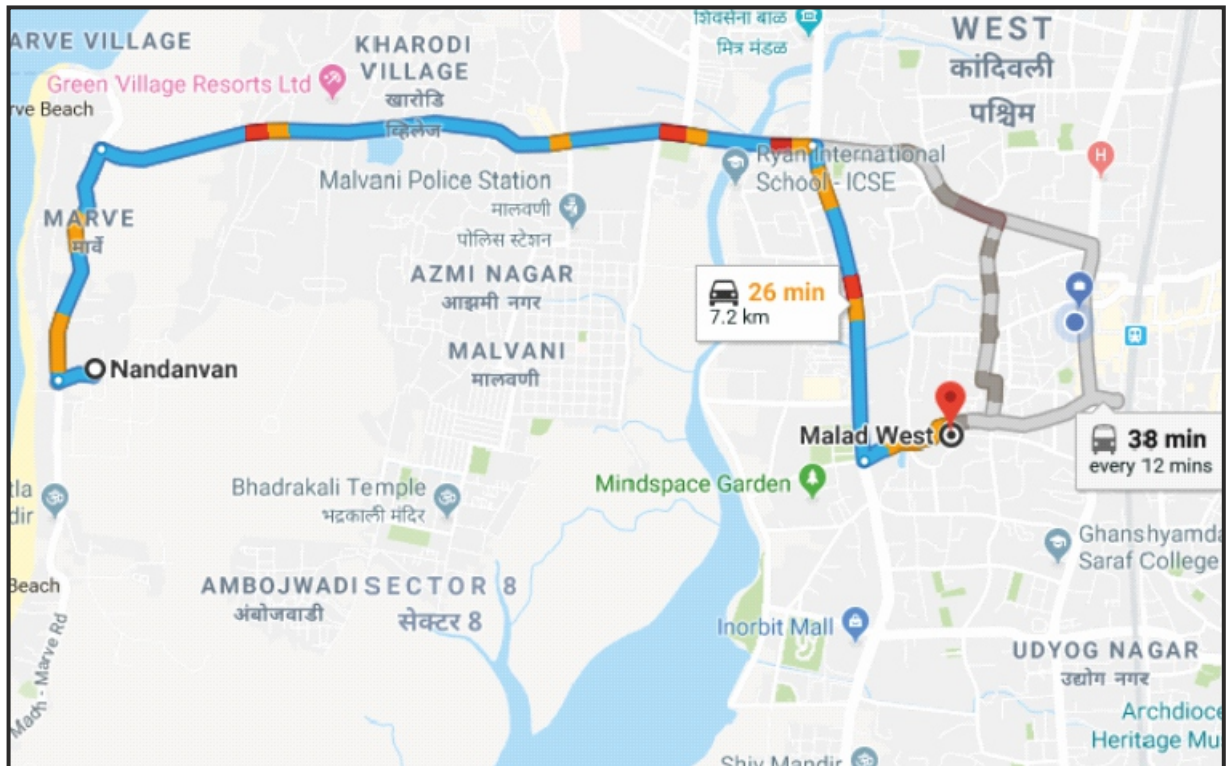 ARVE VILLAGE
Green Village Resorts Ltd
rve Beach
KHARODI
VILLAGE
खारोडि
व्हिलेज
शिवसेना बाळ
मित्र मंडळ
WEST
कांदिवली
पश्चिम
H
Ryan International
School - ICSE
Malvani Police Station
मालवणी
पोलिस स्टेशन
MARVE
मार्वे
AZMI NAGAR
आझमी नगर
26 min
7.2 km
MALVANI
मालवणी
Nandanvan
Malad West
38 min
every 12 mins
Mindspace Garden
Bhadrakali Temple
भद्रकाली मंदिर
tla
dir
Ghanshyamda
Saraf College
Beach
AMBOJWADI
अंबोजवाडी
SECTOR 8
सेक्टर 8
Inorbit Mall
UDYOG NAGAR
उद्योग नगर
Madh - Marve Rd
Archdioce
Heritage Mu
Shiv Mandir